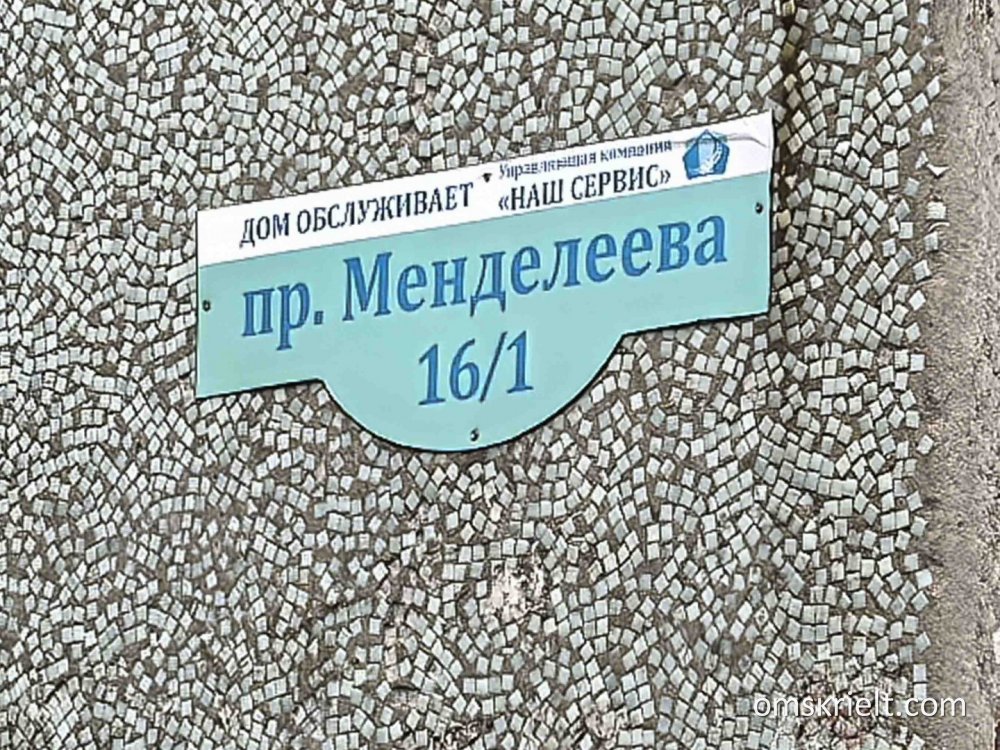 ДОМ ОБСЛУЖИВАЕТ
Управляющая компания
«НАШ СЕРВИС»
пр. Менделеева
16/1
omskrielt.com